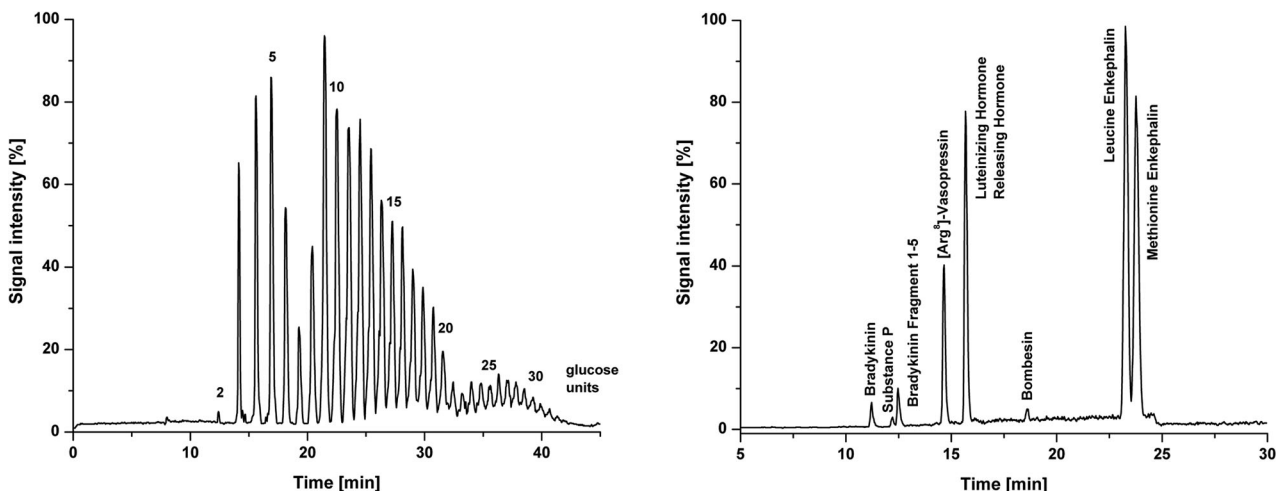 Signal intensity [%]
100
80
60
40
20
0
2
5
10
15
20
25
30
glucose
units
0
10
20
30
40
Time [min]
Signal intensity [%]
100
80
60
40
20
0
Bradykinin
Substance P
Bradykinin Fragment 1-5
[Arg⁸]-Vasopressin
Luteinizing Hormone
Releasing Hormone
Bombesin
Leucine Enkephalin
Methionine Enkephalin
5
10
15
20
25
30
Time [min]